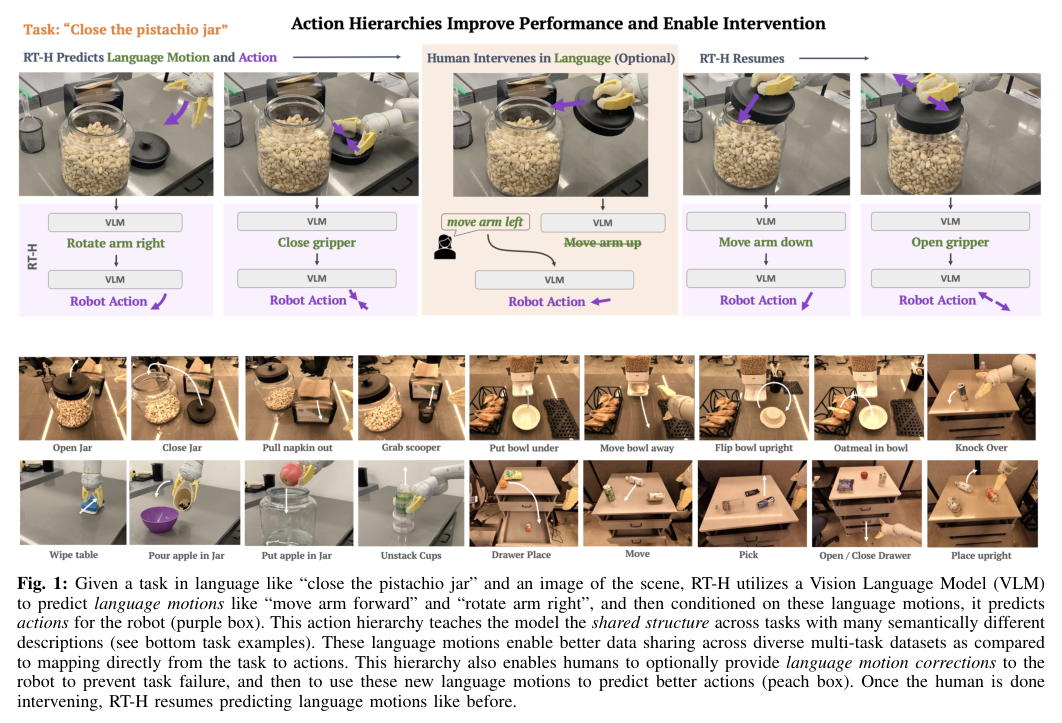 Action Hierarchies Improve Performance and Enable Intervention
Task: “Close the pistachio jar”
RT-H Predicts Language Motion and Action
Human Intervenes in Language (Optional)
RT-H Resumes
RT-H
VLM
Rotate arm right
VLM
Robot Action
VLM
Close gripper
VLM
Robot Action
move arm left
VLM
Move arm up
VLM
Robot Action
VLM
Move arm down
VLM
Robot Action
VLM
Open gripper
VLM
Robot Action
Open Jar
Close Jar
Pull napkin out
Grab scooper
Put bowl under
Move bowl away
Flip bowl upright
Oatmeal in bowl
Knock Over
Wipe table
Pour apple in Jar
Put apple in Jar
Unstack Cups
Drawer Place
Move
Pick
Open / Close Drawer
Place upright
Fig. 1: Given a task in language like “close the pistachio jar” and an image of the scene, RT-H utilizes a Vision Language Model (VLM)
to predict language motions like “move arm forward” and “rotate arm right”, and then conditioned on these language motions, it predicts
actions for the robot (purple box). This action hierarchy teaches the model the shared structure across tasks with many semantically different
descriptions (see bottom task examples). These language motions enable better data sharing across diverse multi-task datasets as compared
to mapping directly from the task to actions. This hierarchy also enables humans to optionally provide language motion corrections to the
robot to prevent task failure, and then to use these new language motions to predict better actions (peach box). Once the human is done
intervening, RT-H resumes predicting language motions like before.